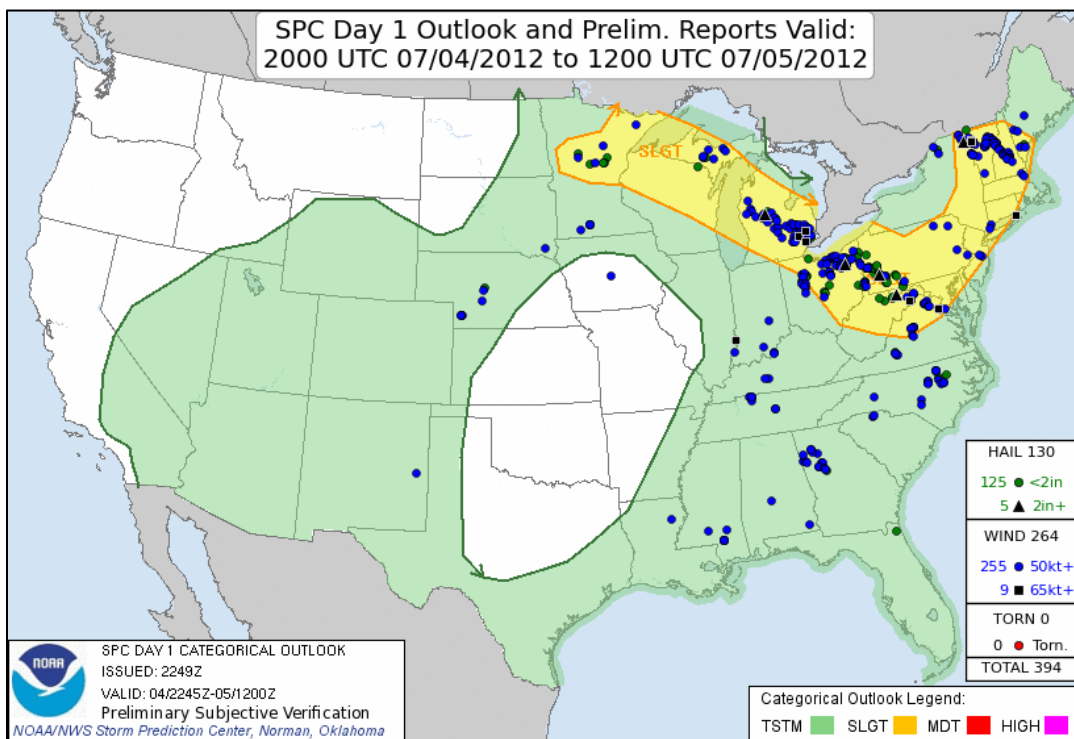 SPC Day 1 Outlook and Prelim. Reports Valid:
2000 UTC 07/04/2012 to 1200 UTC 07/05/2012
SLGT
HAIL 130
125 <2in
5 2in+
WIND 264
255 50kt+
9 65kt+
TORN 0
0 Torn.
TOTAL 394
NOAA
SPC DAY 1 CATEGORICAL OUTLOOK
ISSUED: 2249Z
VALID: 04/2245Z-05/1200Z
Preliminary Subjective Verification
NOAA/NWS Storm Prediction Center, Norman, Oklahoma
Categorical Outlook Legend:
TSTM SLGT MDT HIGH